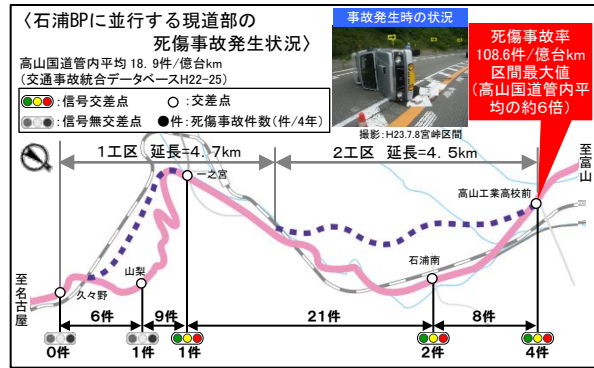 〈石浦BPに並行する現道部の
死傷事故発生状況〉
高山国道管内平均 18.9件/億台km
(交通事故統合データベースH22-25)
:信号交差点
:交差点
:信号無交差点
●件:死傷事故件数(件/4年)
事故発生時の状況
撮影:H23.7.8宮峠区間
死傷事故率
108.6件/億台km
区間最大値
(高山国道管内平
均の約6倍)
1工区 延長=4.7km
2工区 延長=4.5km
至富山
一之宮
高山工業高校前
石浦南
山梨
久々野
至名古屋
6件
9件
21件
8件
0件
1件
1件
2件
4件